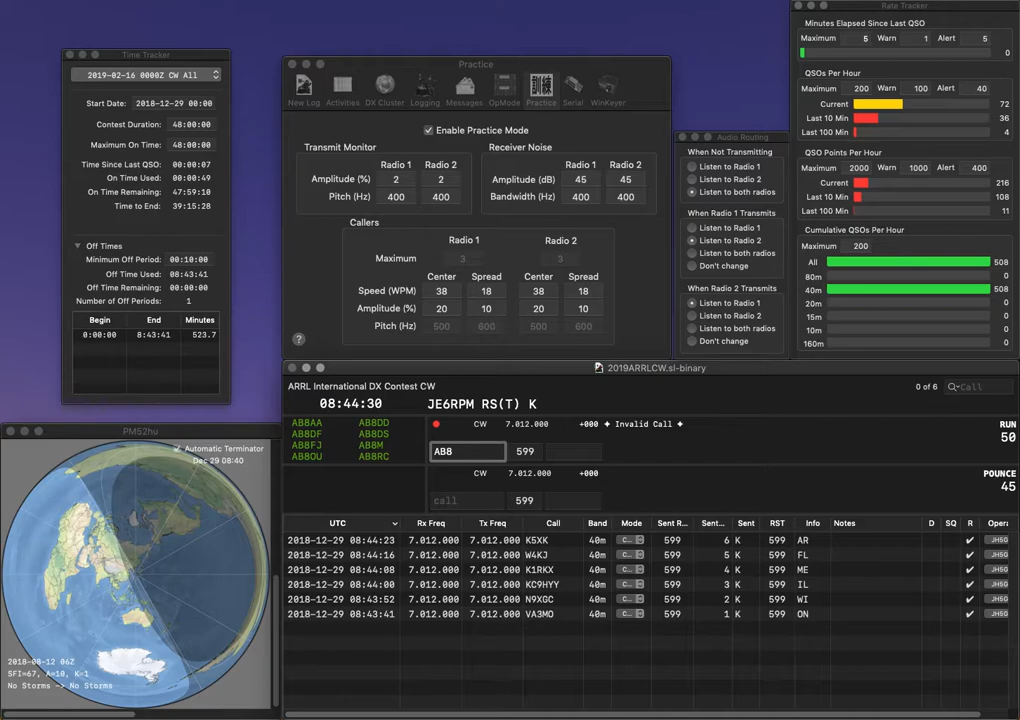 Time Tracker
2019-02-16 0000Z CW All
Start Date: 2018-12-29 00:00
Contest Duration: 48:00:00
Maximum On Time: 48:00:00
Time Since Last QSO: 00:00:07
On Time Used: 00:00:49
On Time Remaining: 47:59:10
Time to End: 39:15:28
Off Times
Minimum Off Period: 00:10:00
Off Time Used: 08:43:41
Off Time Remaining: 00:00:00
Number of Off Periods: 1
Begin End Minutes
0:00:00 8:43:41 523.7
Practice
New Log Activities DX Cluster Logging Messages OpMode 訓練 Practice Serial WinKeyer
Enable Practice Mode
Transmit Monitor Receiver Noise
Radio 1 Radio 2 Radio 1 Radio 2
Amplitude (%) 2 2 Amplitude (dB) 45 45
Pitch (Hz) 400 400 Bandwidth (Hz) 400 400
Callers
Radio 1 Radio 2
Maximum 3 3
Center Spread Center Spread
Speed (WPM) 38 18 38 18
Amplitude (%) 20 10 20 10
Pitch (Hz) 500 600 500 600
?
Audio Routing
When Not Transmitting
Listen to Radio 1
Listen to Radio 2
Listen to both radios
When Radio 1 Transmits
Listen to Radio 1
Listen to Radio 2
Listen to both radios
Don't change
When Radio 2 Transmits
Listen to Radio 1
Listen to Radio 2
Listen to both radios
Don't change
Rate Tracker
Minutes Elapsed Since Last QSO
Maximum 5 Warn 1 Alert 5
0
QSOs Per Hour
Maximum 200 Warn 100 Alert 40
Current 72
Last 10 Min 36
Last 100 Min 4
QSO Points Per Hour
Maximum 2000 Warn 1000 Alert 400
Current 216
Last 10 Min 108
Last 100 Min 11
Cumulative QSOs Per Hour
Maximum 200
All 508
80m 0
40m 508
20m 0
15m 0
10m 0
160m 0
PM52hu
Automatic Terminator
Dec 29 08:40
2018-08-12 06Z
SFI=67, A=10, K=1
No Storms -> No Storms
2019ARRLCW.sl-binary
ARRL International DX Contest CW 0 of 6 Call
08:44:30 JE6RPM RS(T) K
AB8AA AB8DD
AB8DF AB8DS
AB8FJ AB8M
AB8OU AB8RC
CW 7.012.000 +000 ✦ Invalid Call ✦ RUN
50
AB8 599
CW 7.012.000 +000 POUNCE
45
call 599
UTC Rx Freq Tx Freq Call Band Mode Sent R... Sent... Sent RST Info Notes D SQ R Opera
2018-12-29 08:44:23 7.012.000 7.012.000 K5XK 40m C... 599 6 K 599 AR ✔ JH5G
2018-12-29 08:44:16 7.012.000 7.012.000 W4KJ 40m C... 599 5 K 599 FL ✔ JH5G
2018-12-29 08:44:08 7.012.000 7.012.000 K1RKX 40m C... 599 4 K 599 ME ✔ JH5G
2018-12-29 08:44:00 7.012.000 7.012.000 KC9HYY 40m C... 599 3 K 599 IL ✔ JH5G
2018-12-29 08:43:52 7.012.000 7.012.000 N9XGC 40m C... 599 2 K 599 WI ✔ JH5G
2018-12-29 08:43:41 7.012.000 7.012.000 VA3MO 40m C... 599 1 K 599 ON ✔ JH5G